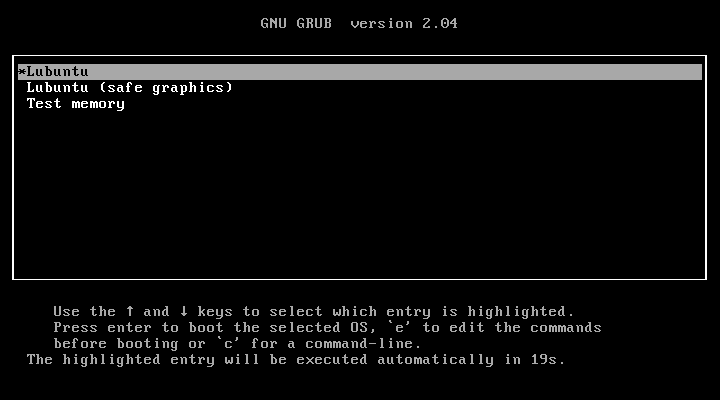 GNU GRUB  version 2.04
*Lubuntu
Lubuntu (safe graphics)
Test memory
Use the ↑ and ↓ keys to select which entry is highlighted.
Press enter to boot the selected OS, `e' to edit the commands
before booting or `c' for a command-line.
The highlighted entry will be executed automatically in 19s.